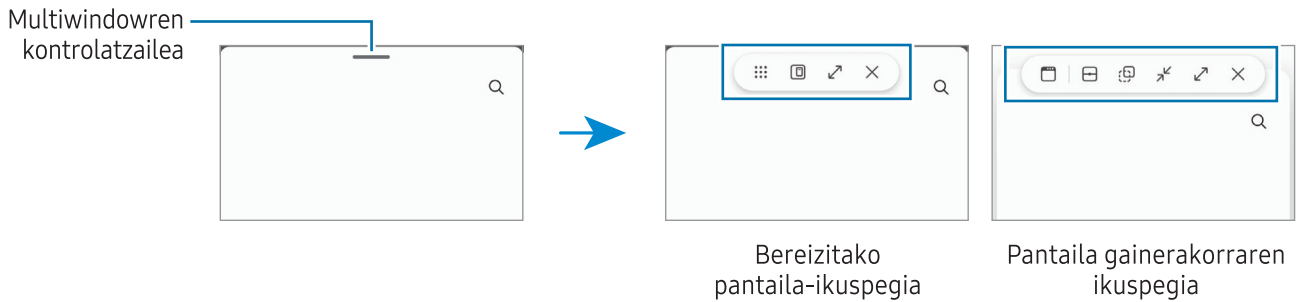 Multiwindowren
kontrolatzailea
Bereizitako
pantaila-ikuspegia
Pantaila gainerakorraren
ikuspegia